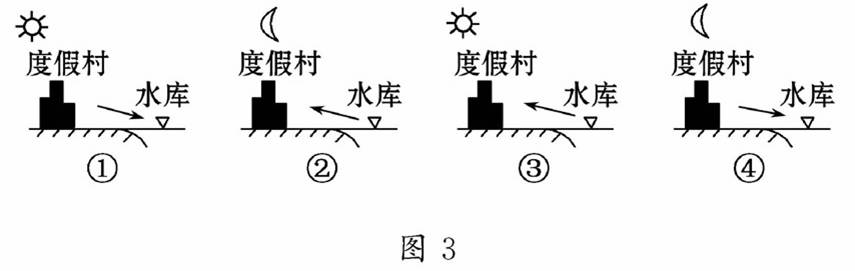 度假村 度假村 度假村 度假村
水库 水库 水库 水库
① ② ③ ④
图 3